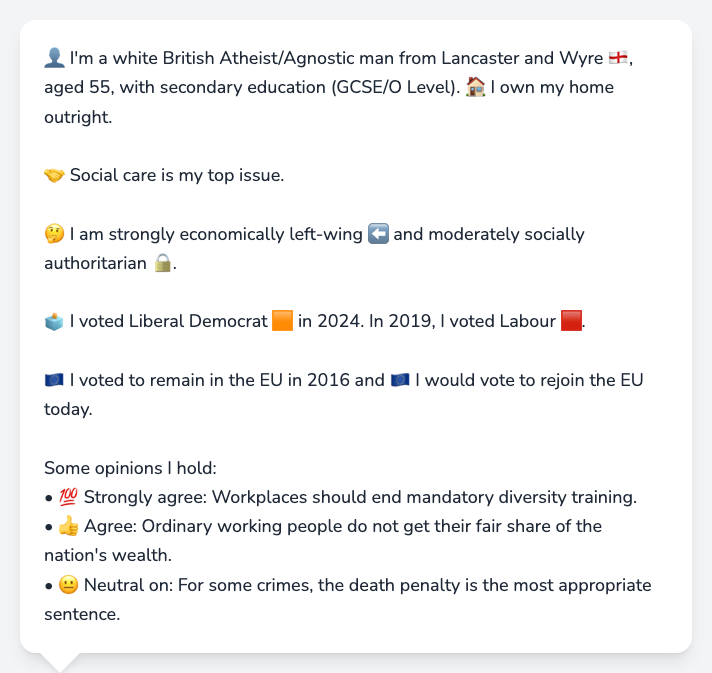 👤 I'm a white British Atheist/Agnostic man from Lancaster and Wyre 🏴󠁧󠁢󠁥󠁮󠁧󠁿,
aged 55, with secondary education (GCSE/O Level). 🏠 I own my home
outright.
🤝 Social care is my top issue.
🤔 I am strongly economically left-wing ⬅️ and moderately socially
authoritarian 🔒.
🗳️ I voted Liberal Democrat 🟧 in 2024. In 2019, I voted Labour 🟥.
🇪🇺 I voted to remain in the EU in 2016 and 🇪🇺 I would vote to rejoin the EU
today.
Some opinions I hold:
• 💯 Strongly agree: Workplaces should end mandatory diversity training.
• 👍 Agree: Ordinary working people do not get their fair share of the
nation's wealth.
• 😐 Neutral on: For some crimes, the death penalty is the most appropriate
sentence.